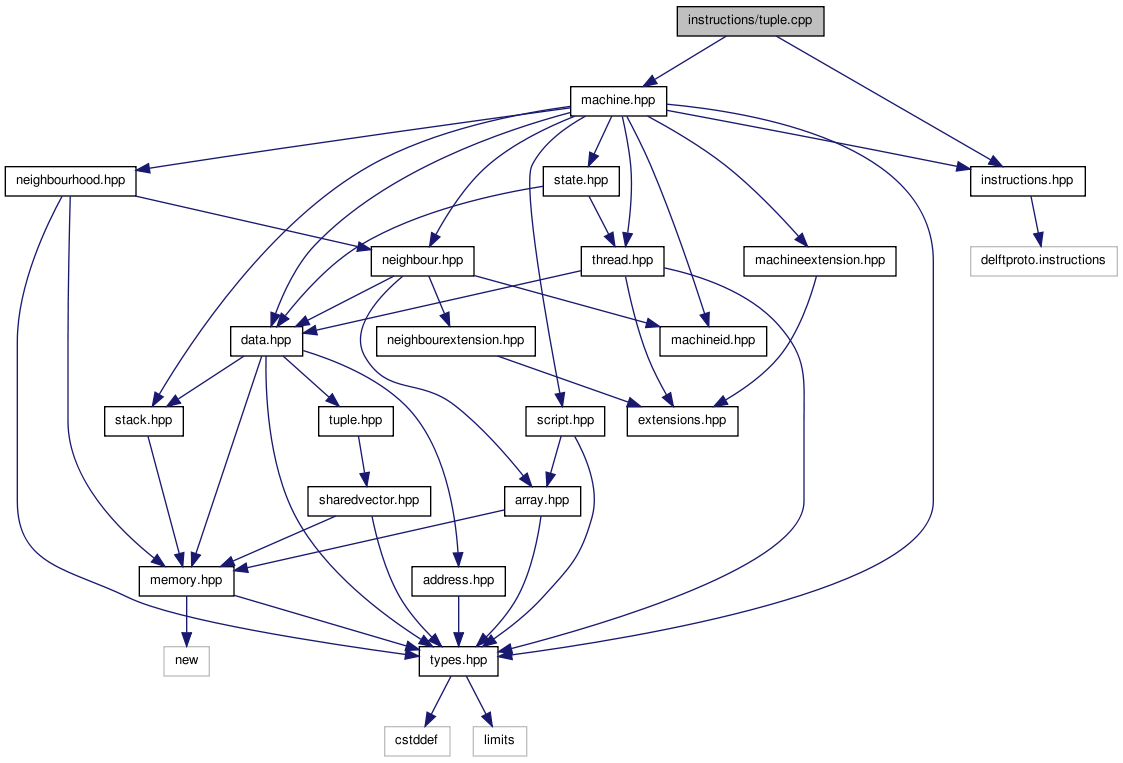 instructions/tuple.cpp
machine.hpp
neighbourhood.hpp
state.hpp
instructions.hpp
neighbour.hpp
thread.hpp
machineextension.hpp
delftproto.instructions
data.hpp
neighbourextension.hpp
machineid.hpp
stack.hpp
tuple.hpp
script.hpp
extensions.hpp
sharedvector.hpp
array.hpp
memory.hpp
address.hpp
new
types.hpp
cstddef
limits